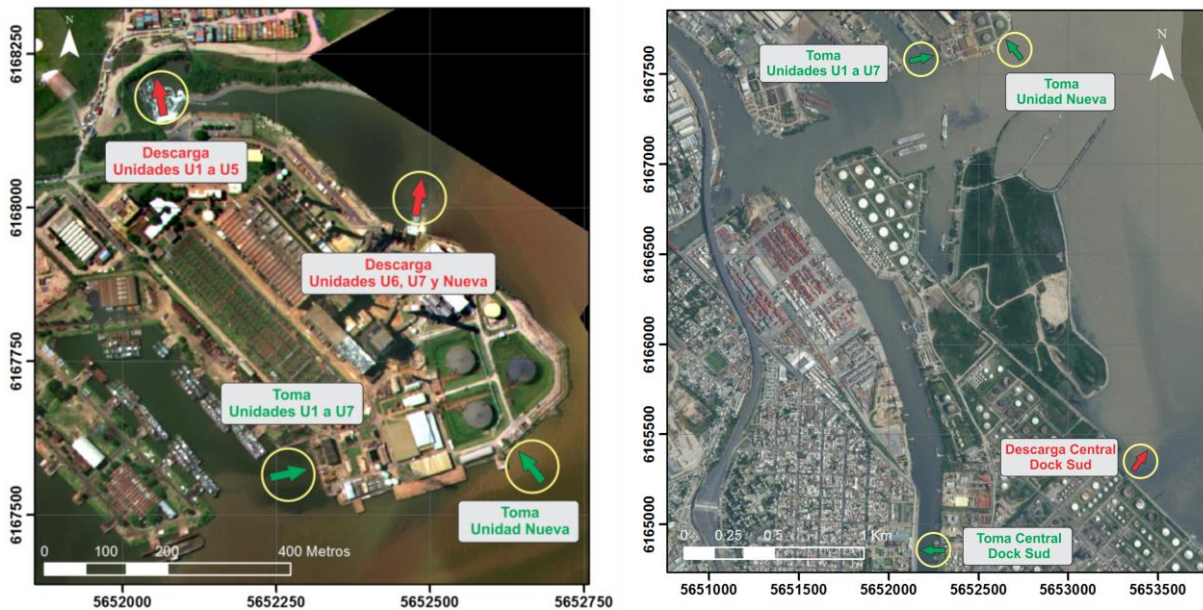 6168250
6168000
6167750
6167500
N
Descarga
Unidades U1 a U5
Descarga
Unidades U6, U7 y Nueva
Toma
Unidades U1 a U7
Toma
Unidad Nueva
0 100 200 400 Metros
5652000 5652250 5652500 5652750
6167500
6167000
6166500
6166000
6165500
6165000
Toma
Unidades U1 a U7
N
Toma
Unidad Nueva
Descarga Central
Dock Sud
Toma Central
Dock Sud
0 0.25 0.5 1 Km
5651000 5651500 5652000 5652500 5653000 5653500